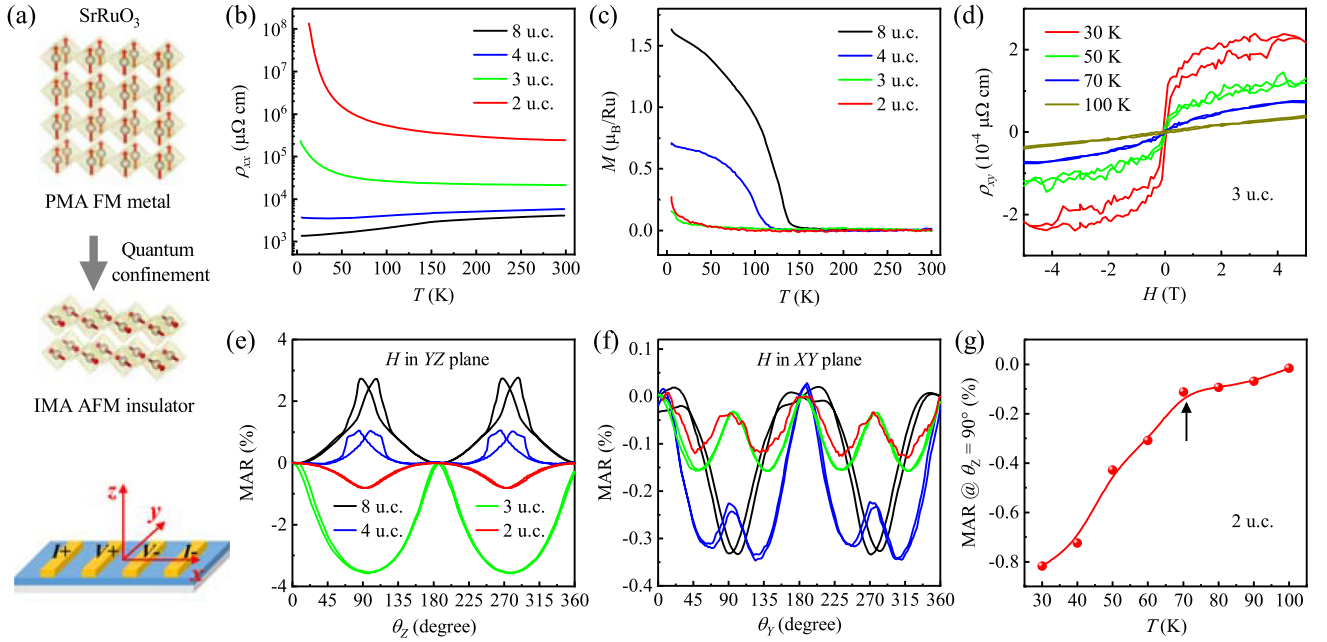 (a)
SrRuO3
PMA FM metal
Quantum
confinement
IMA AFM insulator
z
y
x
I+
V+
V-
I-
(b)
10^8
10^7
10^6
10^5
10^4
10^3
ρxx (μΩ cm)
8 u.c.
4 u.c.
3 u.c.
2 u.c.
0 50 100 150 200 250 300
T (K)
(c)
1.5
1.0
0.5
0.0
M (μB/Ru)
8 u.c.
4 u.c.
3 u.c.
2 u.c.
0 50 100 150 200 250 300
T (K)
(d)
2
0
-2
ρxy (10^-4 μΩ cm)
30 K
50 K
70 K
100 K
3 u.c.
-4 -2 0 2 4
H (T)
(e)
4
2
0
-2
-4
MAR (%)
H in YZ plane
8 u.c.
4 u.c.
3 u.c.
2 u.c.
0 45 90 135 180 225 270 315 360
θZ (degree)
(f)
0.1
0.0
-0.1
-0.2
-0.3
-0.4
MAR (%)
H in XY plane
0 45 90 135 180 225 270 315 360
θY (degree)
(g)
0.0
-0.2
-0.4
-0.6
-0.8
MAR @ θZ = 90° (%)
2 u.c.
30 40 50 60 70 80 90 100
T (K)